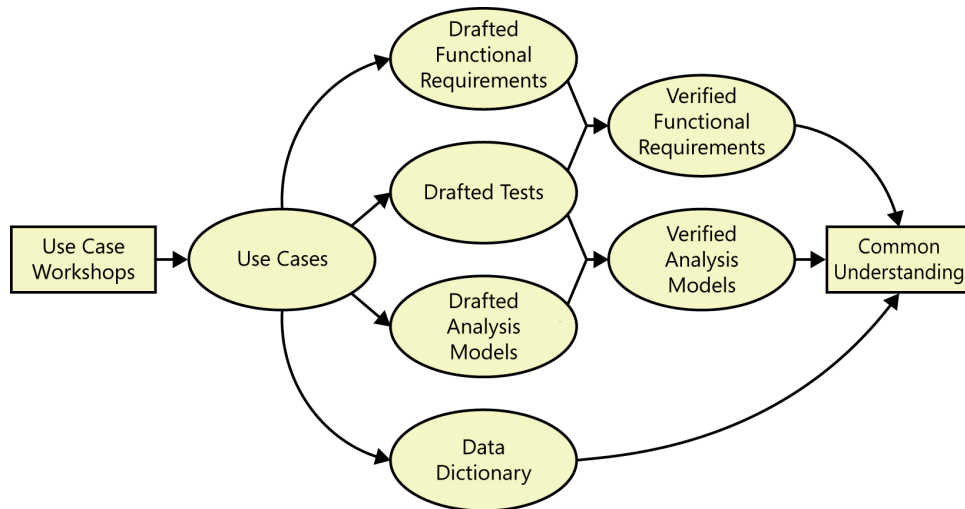 Drafted
Functional
Requirements
Verified
Functional
Requirements
Drafted Tests
Use Case
Workshops
Use Cases
Verified
Analysis
Models
Common
Understanding
Drafted
Analysis
Models
Data
Dictionary